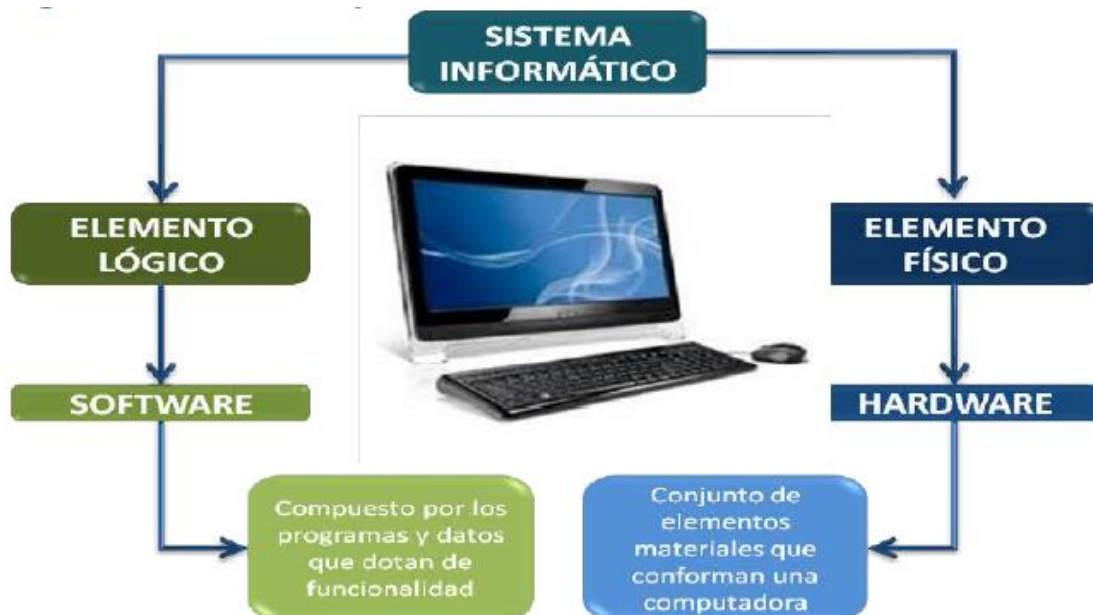 SISTEMA
INFORMÁTICO
ELEMENTO
LÓGICO
ELEMENTO
FÍSICO
SOFTWARE
HARDWARE
Compuesto por los
programas y datos
que dotan de
funcionalidad
Conjunto de
elementos
materiales que
conforman una
computadora